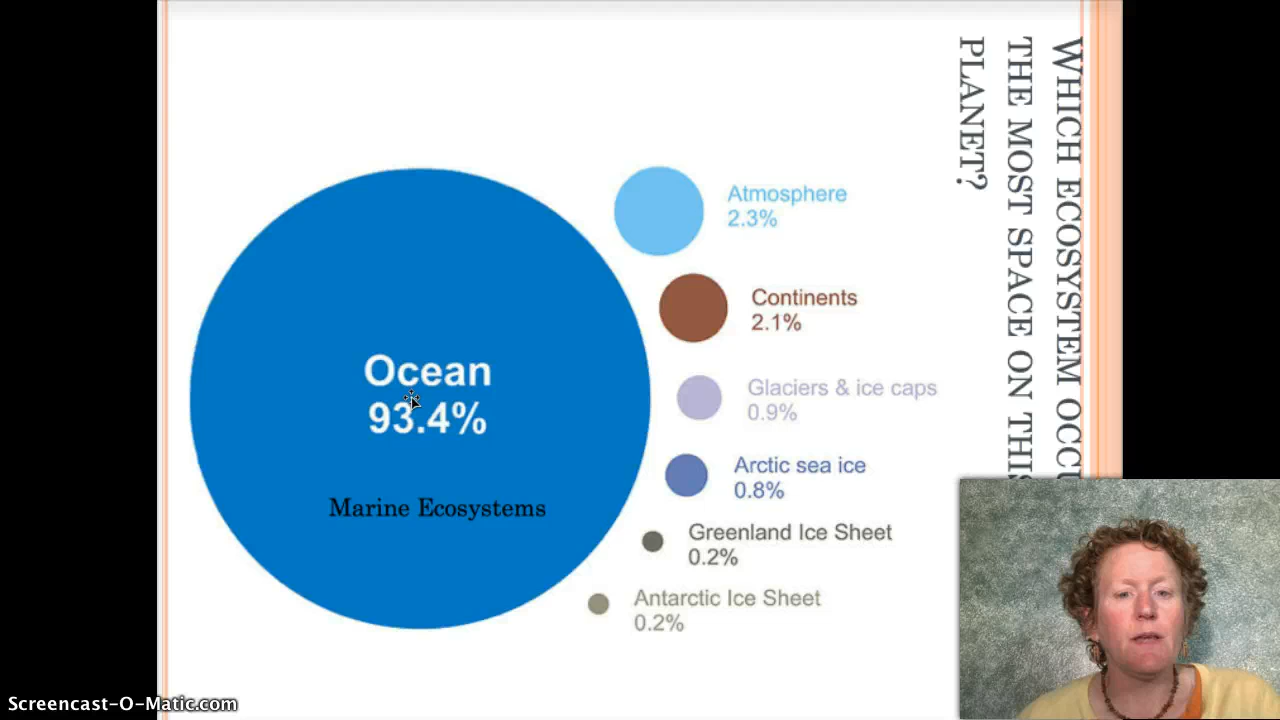 WHICH ECOSYSTEM OCCU
THE MOST SPACE ON THIS
PLANET?
Atmosphere
2.3%
Continents
2.1%
Ocean
93.4%
Marine Ecosystems
Glaciers & ice caps
0.9%
Arctic sea ice
0.8%
Greenland Ice Sheet
0.2%
Antarctic Ice Sheet
0.2%
Screencast-O-Matic.com